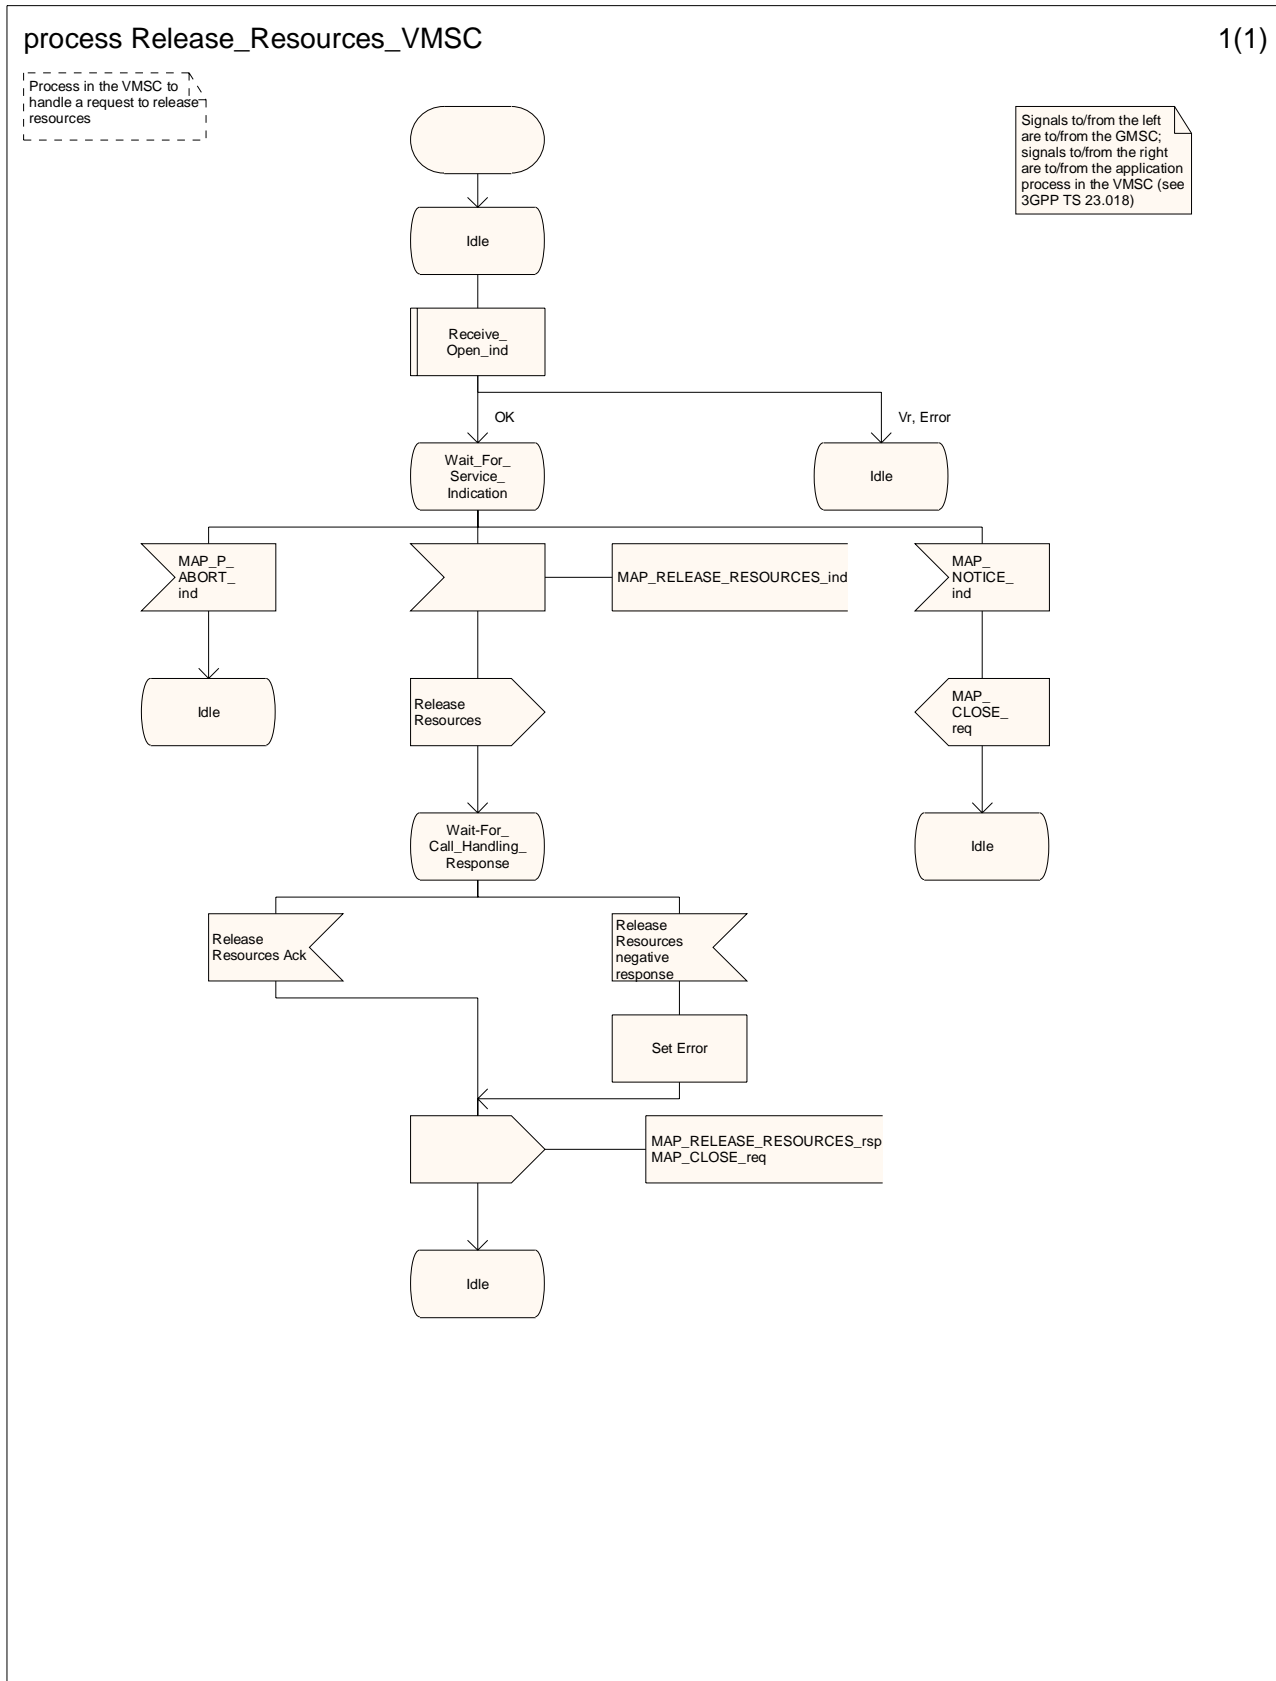 process Release_Resources_VMSC
1(1)
Process in the VMSC to
handle a request to release
resources
Signals to/from the left
are to/from the GMSC;
signals to/from the right
are to/from the application
process in the VMSC (see
3GPP TS 23.018)
Idle
Receive_
Open_ind
OK
Vr, Error
Wait_For_
Service_
Indication
Idle
MAP_P_
ABORT_
ind
MAP_RELEASE_RESOURCES_ind
MAP_
NOTICE_
ind
Idle
Release
Resources
MAP_
CLOSE_
req
Wait-For_
Call_Handling_
Response
Idle
Release
Resources Ack
Release
Resources
negative
response
Set Error
MAP_RELEASE_RESOURCES_rsp
MAP_CLOSE_req
Idle